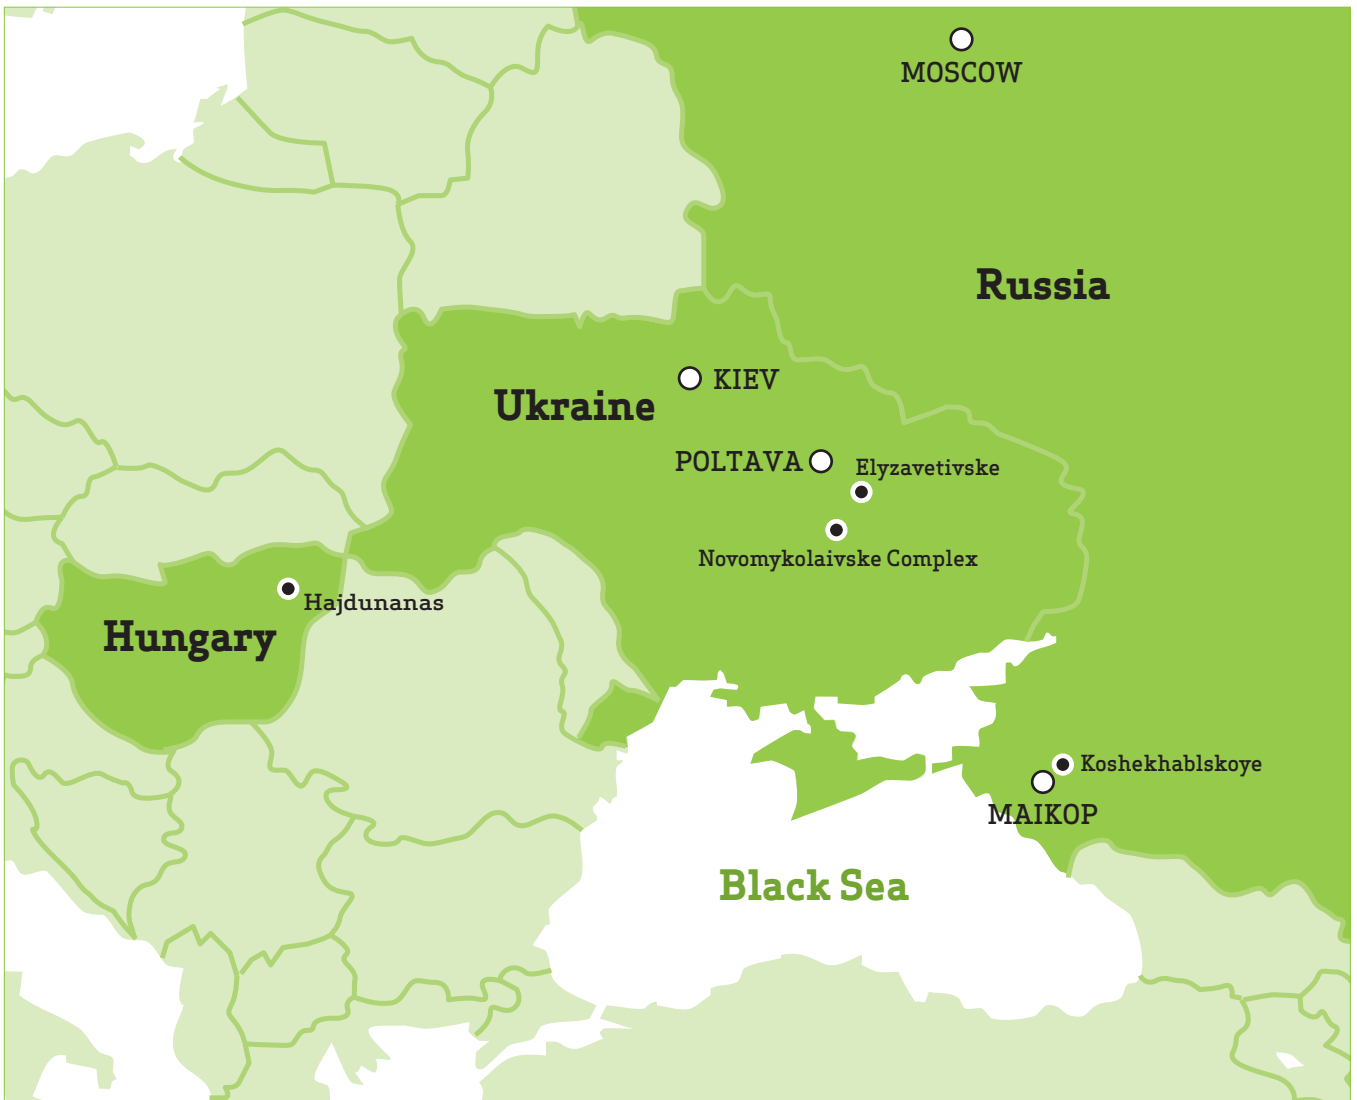 MOSCOW
Russia
KIEV
Ukraine
POLTAVA
Elyzavetivske
Novomykolaivske Complex
Hajdunanas
Hungary
Koshekhablskoye
MAIKOP
Black Sea